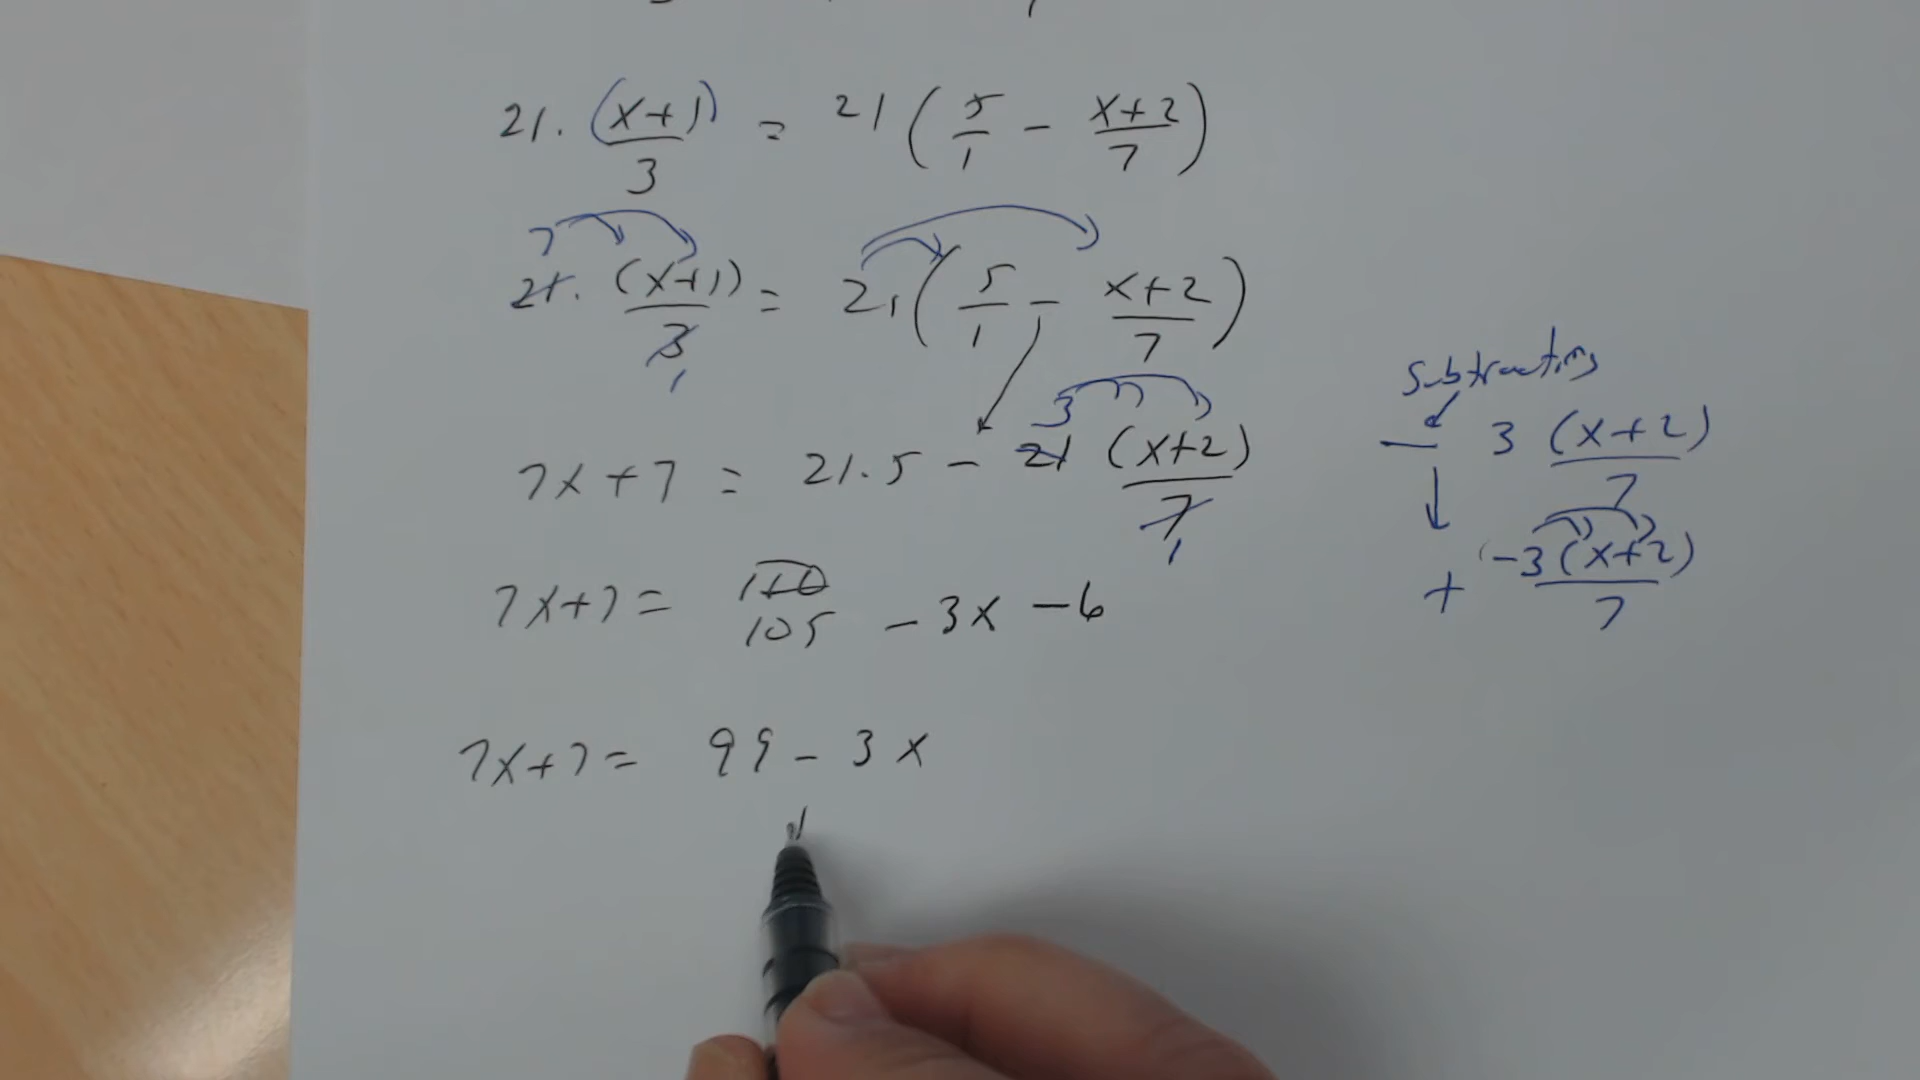 21. (x+1)/3 = 21 ( 5/1 - x+2/7 )
7
21. (x+1)/3 = 21 ( 5/1 - x+2/7 )
1
3
7x+7 = 21.5 - 21 (x+2)/7
1
7x+7 = 105 - 3x - 6
7x+7 = 99 - 3x
Subtracting
- 3 (x+2)/7
+ -3(x+2)/7